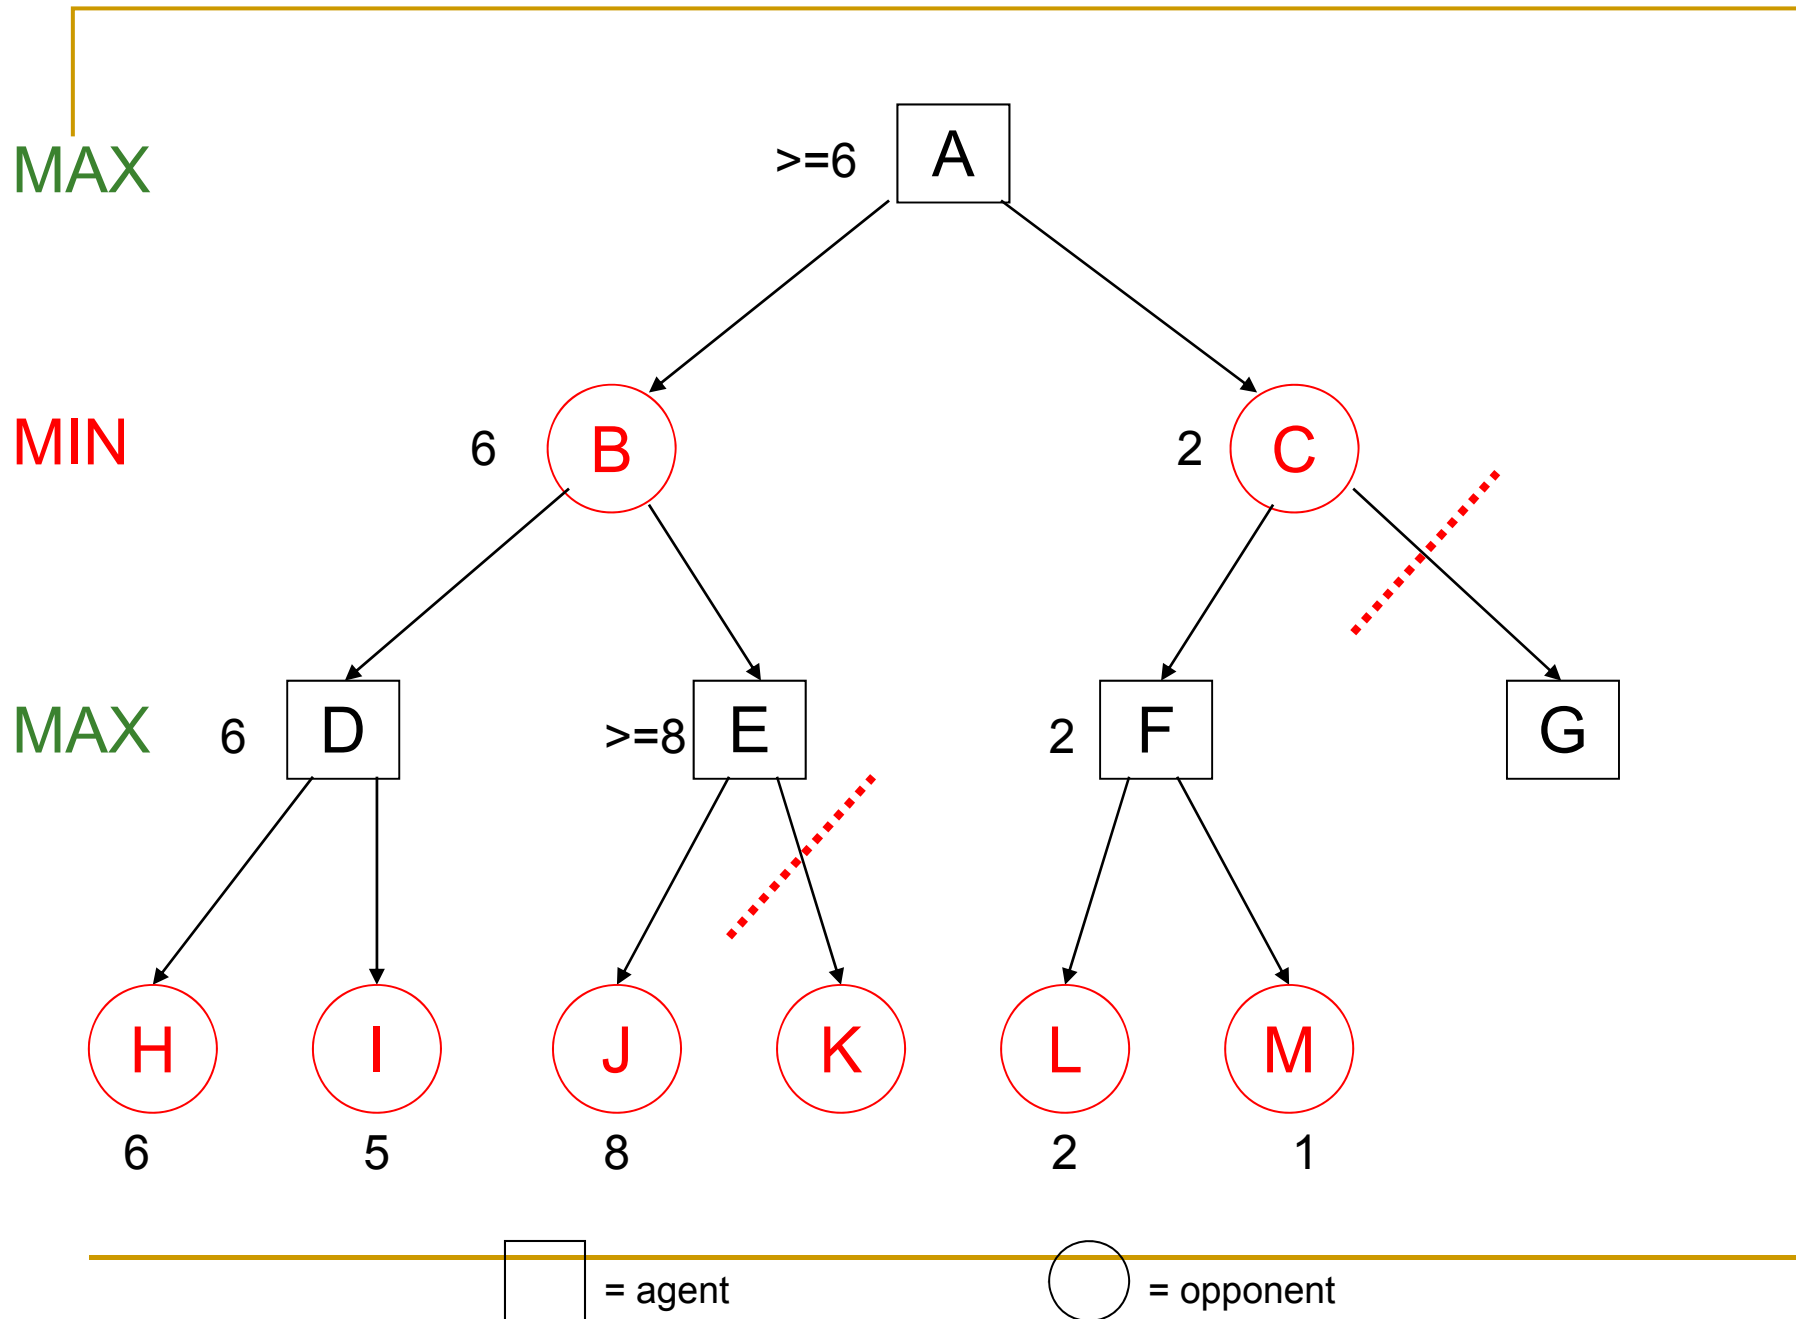 MAX >=6 A
MIN 6 B 2 C
MAX 6 D >=8 E 2 F G
H I J K L M
6 5 8 2 1
= agent = opponent